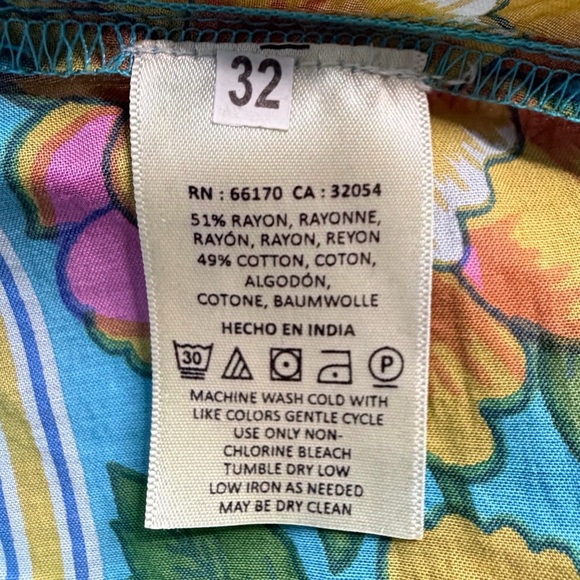 32
RN : 66170 CA : 32054
51% RAYON, RAYONNE,
RAYÓN, RAYON, REYON
49% COTTON, COTON,
ALGODÓN,
COTONE, BAUMWOLLE
HECHO EN INDIA
30 P
MACHINE WASH COLD WITH
LIKE COLORS GENTLE CYCLE
USE ONLY NON-
CHLORINE BLEACH
TUMBLE DRY LOW
LOW IRON AS NEEDED
MAY BE DRY CLEAN